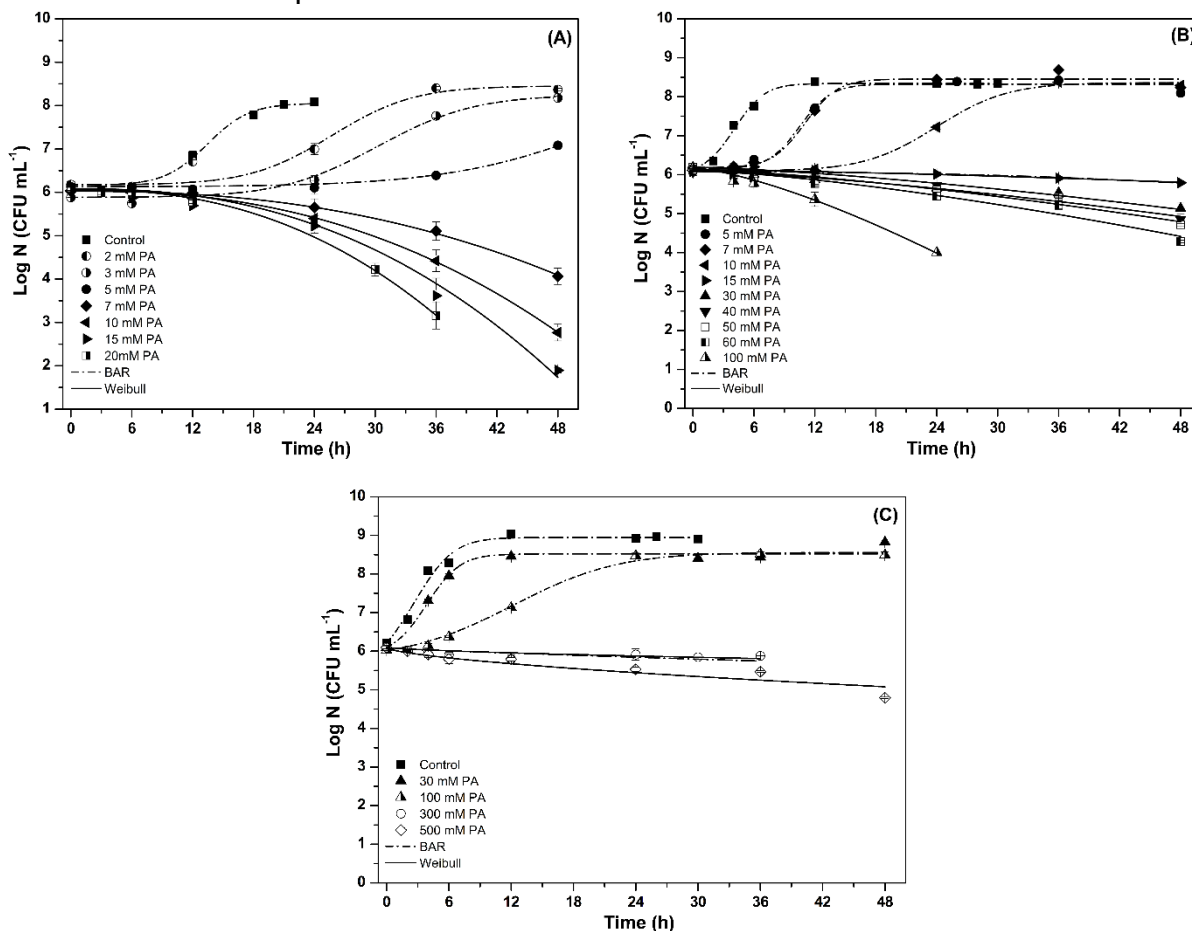 (A)
10
9
8
7
6
5
4
3
2
1
Log N (CFU mL⁻¹)
Control
2 mM PA
3 mM PA
5 mM PA
7 mM PA
10 mM PA
15 mM PA
20mM PA
BAR
Weibull
0 6 12 18 24 30 36 42 48
Time (h)
(B)
10
9
8
7
6
5
4
3
2
1
0
Log N (CFU mL⁻¹)
Control
5 mM PA
7 mM PA
10 mM PA
15 mM PA
30 mM PA
40 mM PA
50 mM PA
60 mM PA
100 mM PA
BAR
Weibull
0 6 12 18 24 30 36 42 48
Time (h)
(C)
10
9
8
7
6
5
4
3
2
1
0
Log N (CFU mL⁻¹)
Control
30 mM PA
100 mM PA
300 mM PA
500 mM PA
BAR
Weibull
0 6 12 18 24 30 36 42 48
Time (h)